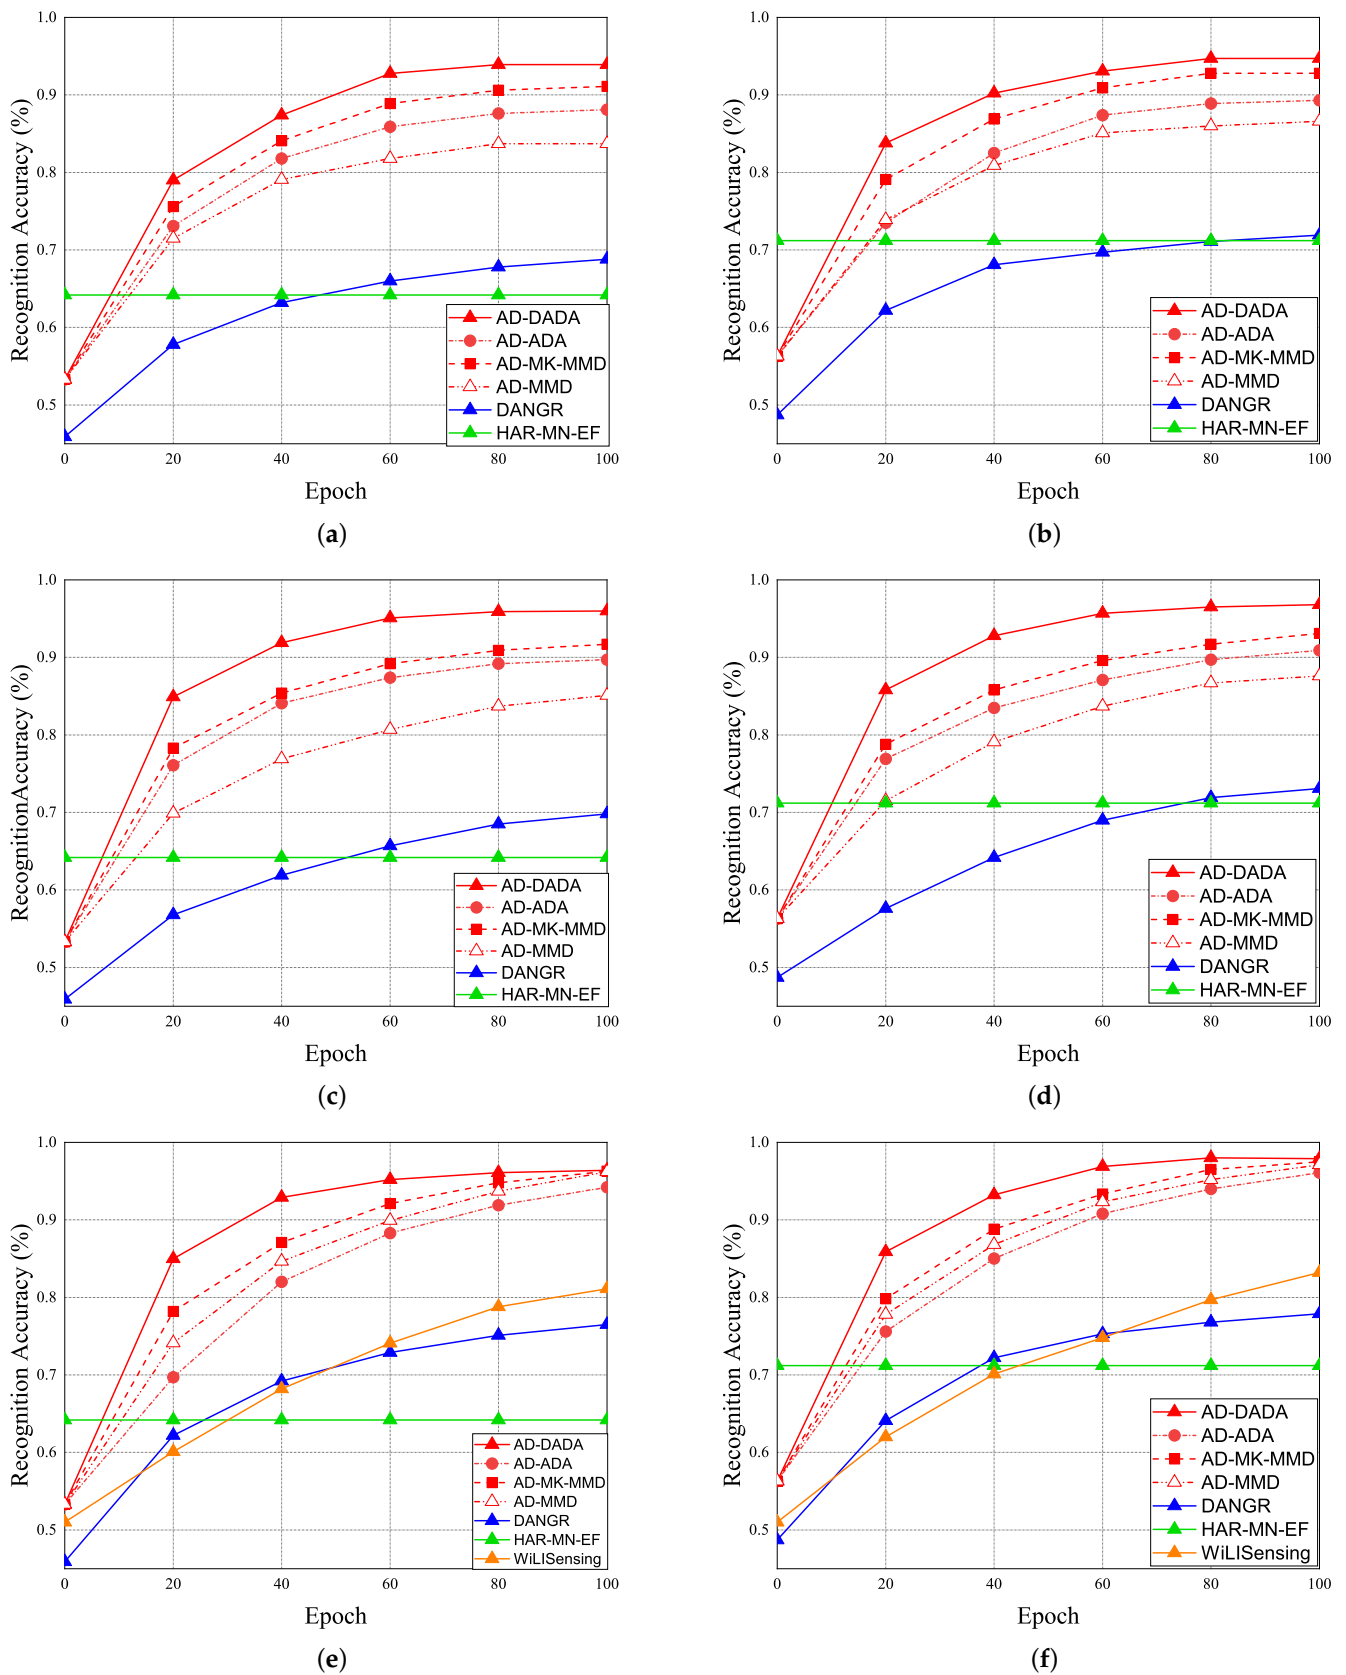 1.0
0.9
0.8
0.7
0.6
0.5
Recognition Accuracy (%)
AD-DADA
AD-ADA
AD-MK-MMD
AD-MMD
DANGR
HAR-MN-EF
0 20 40 60 80 100
Epoch
(a)
1.0
0.9
0.8
0.7
0.6
0.5
Recognition Accuracy (%)
AD-DADA
AD-ADA
AD-MK-MMD
AD-MMD
DANGR
HAR-MN-EF
0 20 40 60 80 100
Epoch
(b)
1.0
0.9
0.8
0.7
0.6
0.5
RecognitionAccuracy (%)
AD-DADA
AD-ADA
AD-MK-MMD
AD-MMD
DANGR
HAR-MN-EF
0 20 40 60 80 100
Epoch
(c)
1.0
0.9
0.8
0.7
0.6
0.5
Recognition Accuracy (%)
AD-DADA
AD-ADA
AD-MK-MMD
AD-MMD
DANGR
HAR-MN-EF
0 20 40 60 80 100
Epoch
(d)
1.0
0.9
0.8
0.7
0.6
0.5
Recognition Accuracy (%)
AD-DADA
AD-ADA
AD-MK-MMD
AD-MMD
DANGR
HAR-MN-EF
WiLISensing
0 20 40 60 80 100
Epoch
(e)
1.0
0.9
0.8
0.7
0.6
0.5
Recognition Accuracy (%)
AD-DADA
AD-ADA
AD-MK-MMD
AD-MMD
DANGR
HAR-MN-EF
WiLISensing
0 20 40 60 80 100
Epoch
(f)